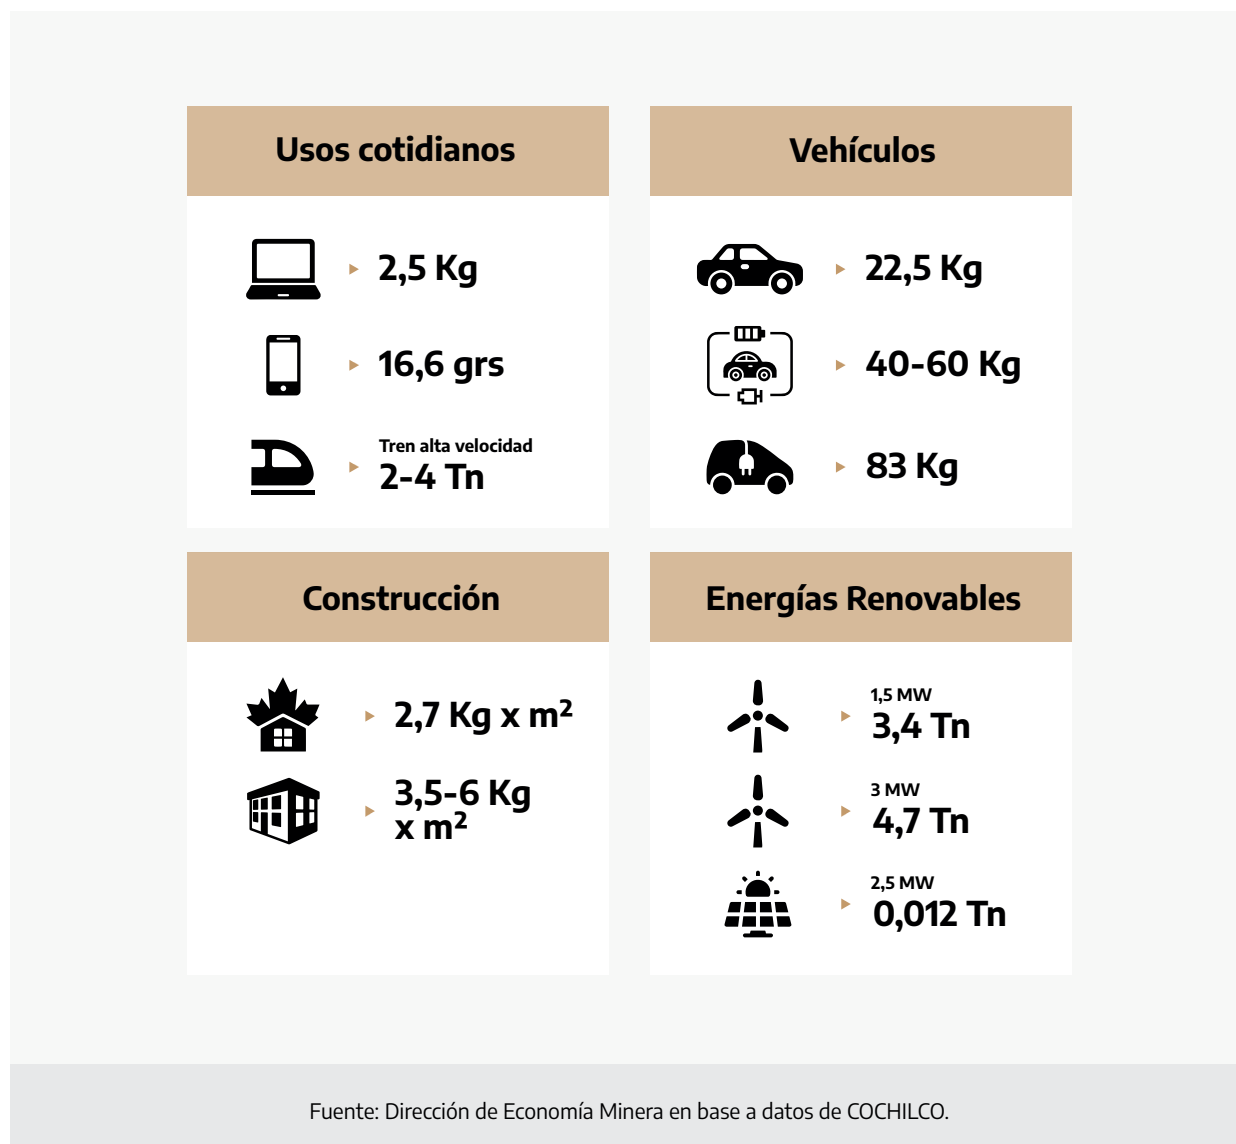 Usos cotidianos
2,5 Kg
16,6 grs
Tren alta velocidad
2-4 Tn
Vehículos
22,5 Kg
40-60 Kg
83 Kg
Construcción
2,7 Kg x m²
3,5-6 Kg
x m²
Energías Renovables
1,5 MW
3,4 Tn
3 MW
4,7 Tn
2,5 MW
0,012 Tn
Fuente: Dirección de Economía Minera en base a datos de COCHILCO.